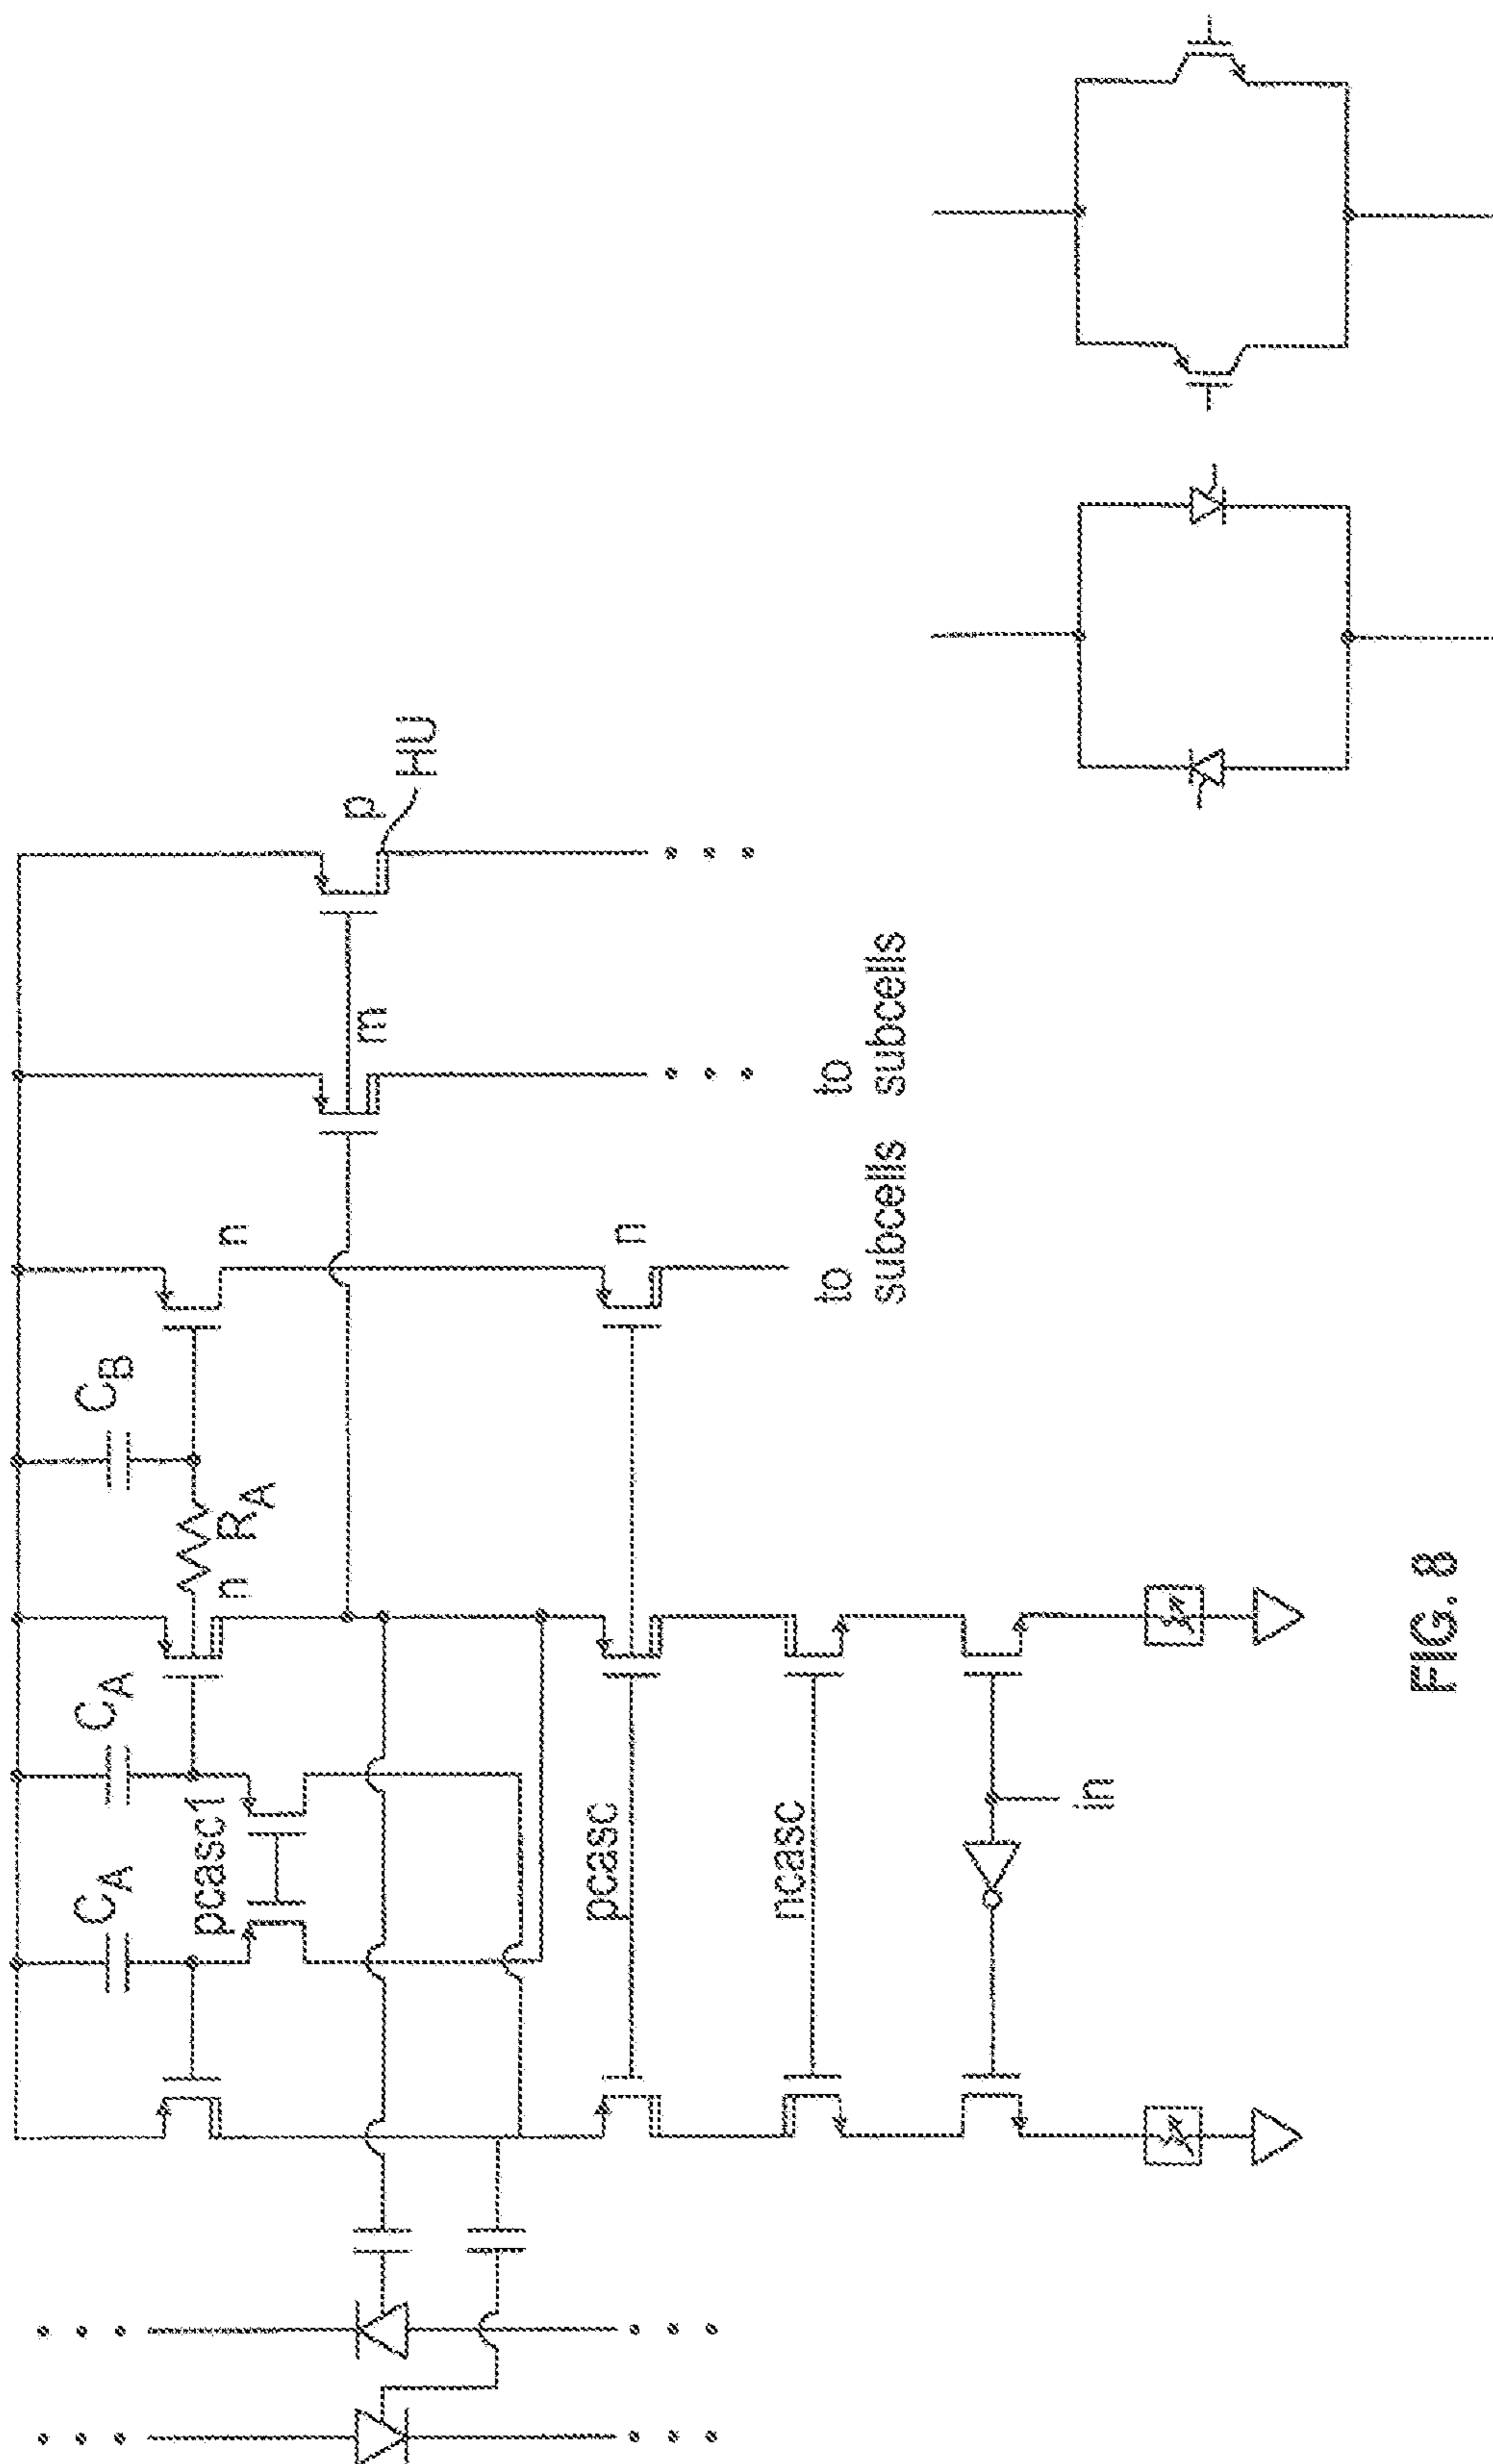 C_A
C_A
C_B
pcasc1
n
R_A
n
m
p
HU
pcasc
n
ncasc
in
to
subcells
to
subcells
FIG. 8